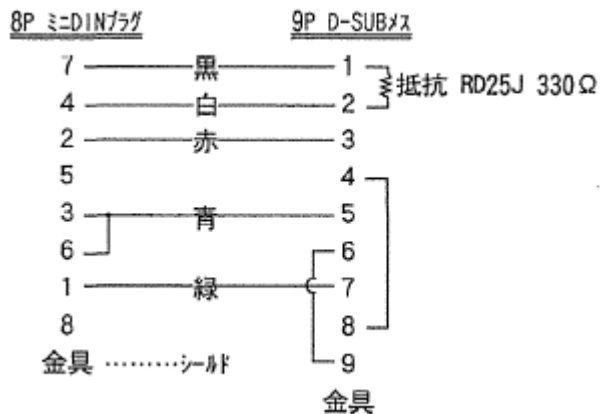 8P ミニDINプラグ 9P D-SUBメス
7 黒 1
抵抗 RD25J 330Ω
4 白 2
2 赤 3
5 4
3 青 5
6 6
1 緑 7
8 8
金具 ………シールド 9
金具